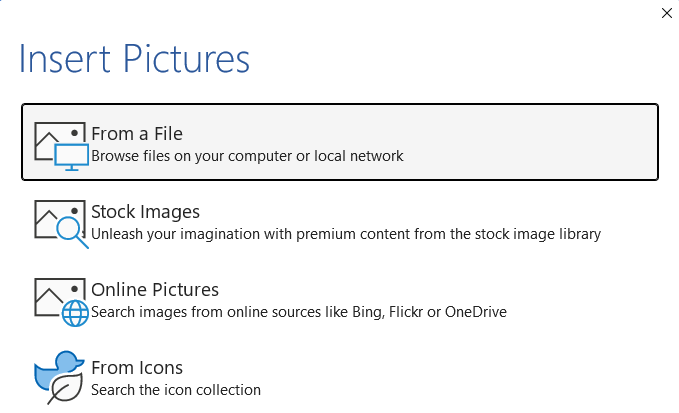 Insert Pictures
From a File
Browse files on your computer or local network
Stock Images
Unleash your imagination with premium content from the stock image library
Online Pictures
Search images from online sources like Bing, Flickr or OneDrive
From Icons
Search the icon collection